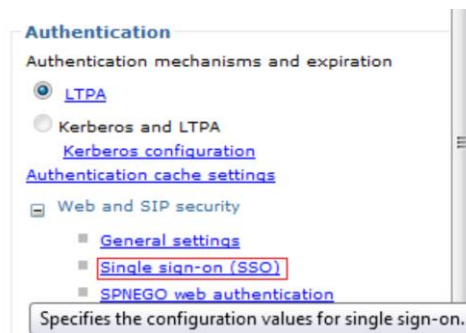 Authentication
Authentication mechanisms and expiration
LTPA
Kerberos and LTPA
Kerberos configuration
Authentication cache settings
Web and SIP security
General settings
Single sign-on (SSO)
SPNEGO web authentication
Specifies the configuration values for single sign-on.